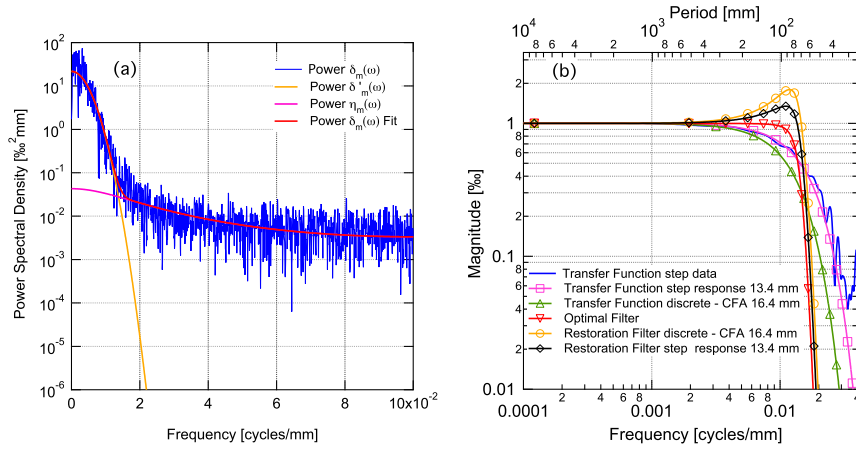 (a)
Power δm(ω)
Power δ'm(ω)
Power ηm(ω)
Power δm(ω) Fit
10²
10¹
10⁰
10⁻¹
10⁻²
10⁻³
10⁻⁴
10⁻⁵
10⁻⁶
Power Spectral Density [‰² mm]
0 2 4 6 8 10x10⁻²
Frequency [cycles/mm]
Period [mm]
10⁴ 10³ 10²
8 6 4 2 8 6 4 2 8 6 4
(b)
2
1
8
6
4
2
0.1
8
6
4
2
0.01
Magnitude [‰]
Transfer Function step data
Transfer Function step response 13.4 mm
Transfer Function discrete - CFA 16.4 mm
Optimal Filter
Restoration Filter discrete - CFA 16.4 mm
Restoration Filter step response 13.4 mm
0.0001 2 4 6 8 0.001 2 4 6 8 0.01 2 4
Frequency [cycles/mm]